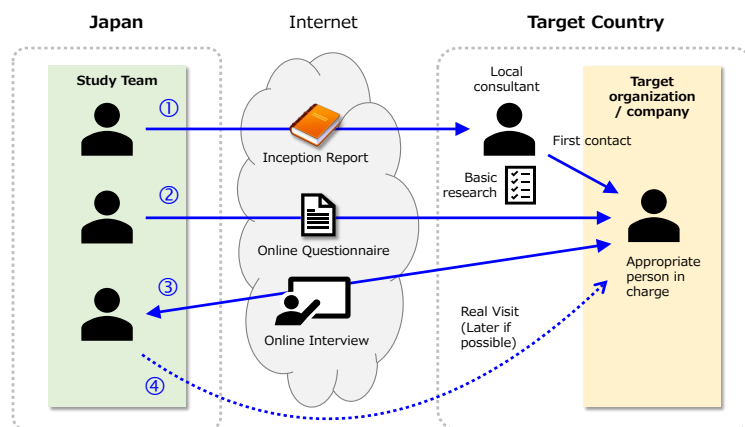 Japan
Internet
Target Country
Study Team
①
Inception Report
Local
consultant
Target
organization
/ company
First contact
Basic
research
②
Online Questionnaire
Appropriate
person in
charge
③
Online Interview
Real Visit
(Later if
possible)
④